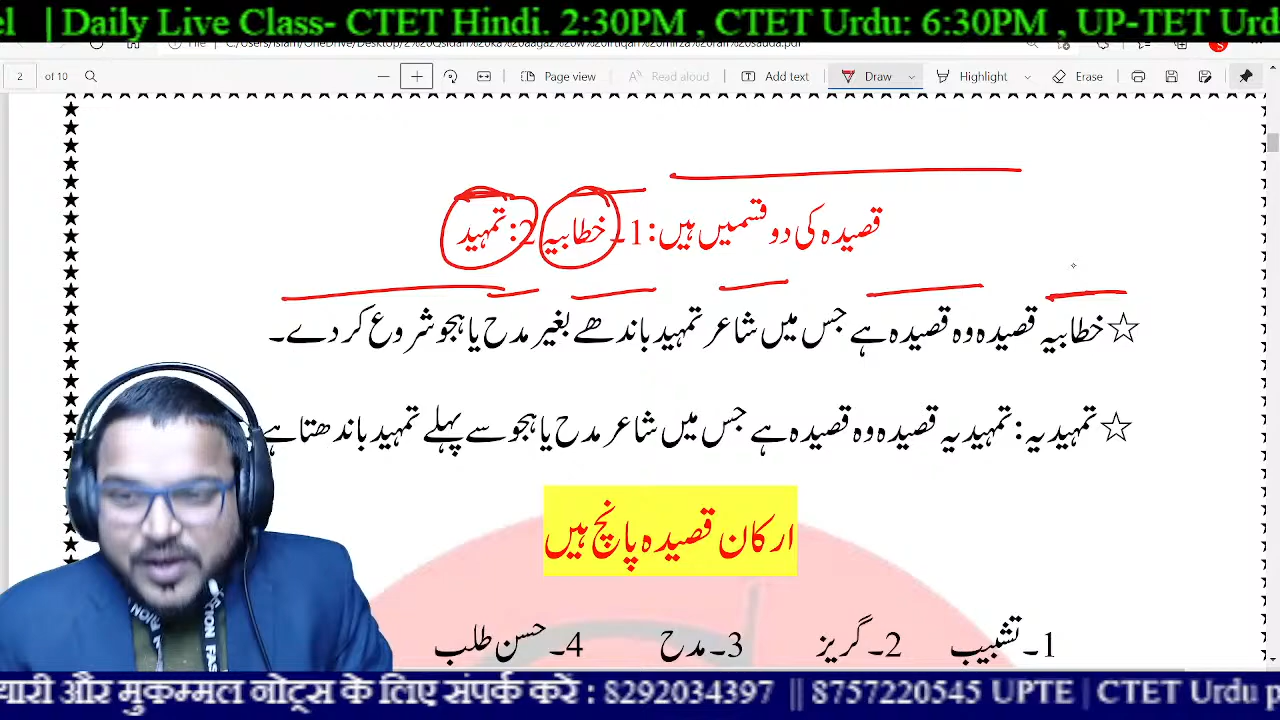 el | Daily Live Class- CTET Hindi. 2:30PM , CTET Urdu: 6:30PM , UP-TET Urd
2 of 10 Page view Read aloud Add text Draw Highlight Erase
قصیدہ کی دو قسمیں ہیں: 1۔ خطابیہ 2: تمہید
☆ خطابیہ قصیدہ وہ قصیدہ ہے جس میں شاعر تمہید باندھے بغیر مدح یا ہجو شروع کر دے۔
☆ تمہیدیہ: تمہیدیہ قصیدہ وہ قصیدہ ہے جس میں شاعر مدح یا ہجو سے پہلے تمہید باندھتا ہے
ارکان قصیدہ پانچ ہیں
1۔ تشبیب 2۔ گریز 3۔ مدح 4۔ حسن طلب
यारी और मुकम्मल नोट्स के लिए संपर्क करे : 8292034397 || 8757220545 UPTE | CTET Urdu p
FASHION